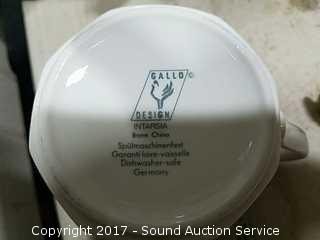 GALLO ©
DESIGN
INTARSIA
Bone China
Spülmaschinenfest
Garanti lave-vaisselle
Dishwasher-safe
Germany
Copyright 2017 - Sound Auction Service